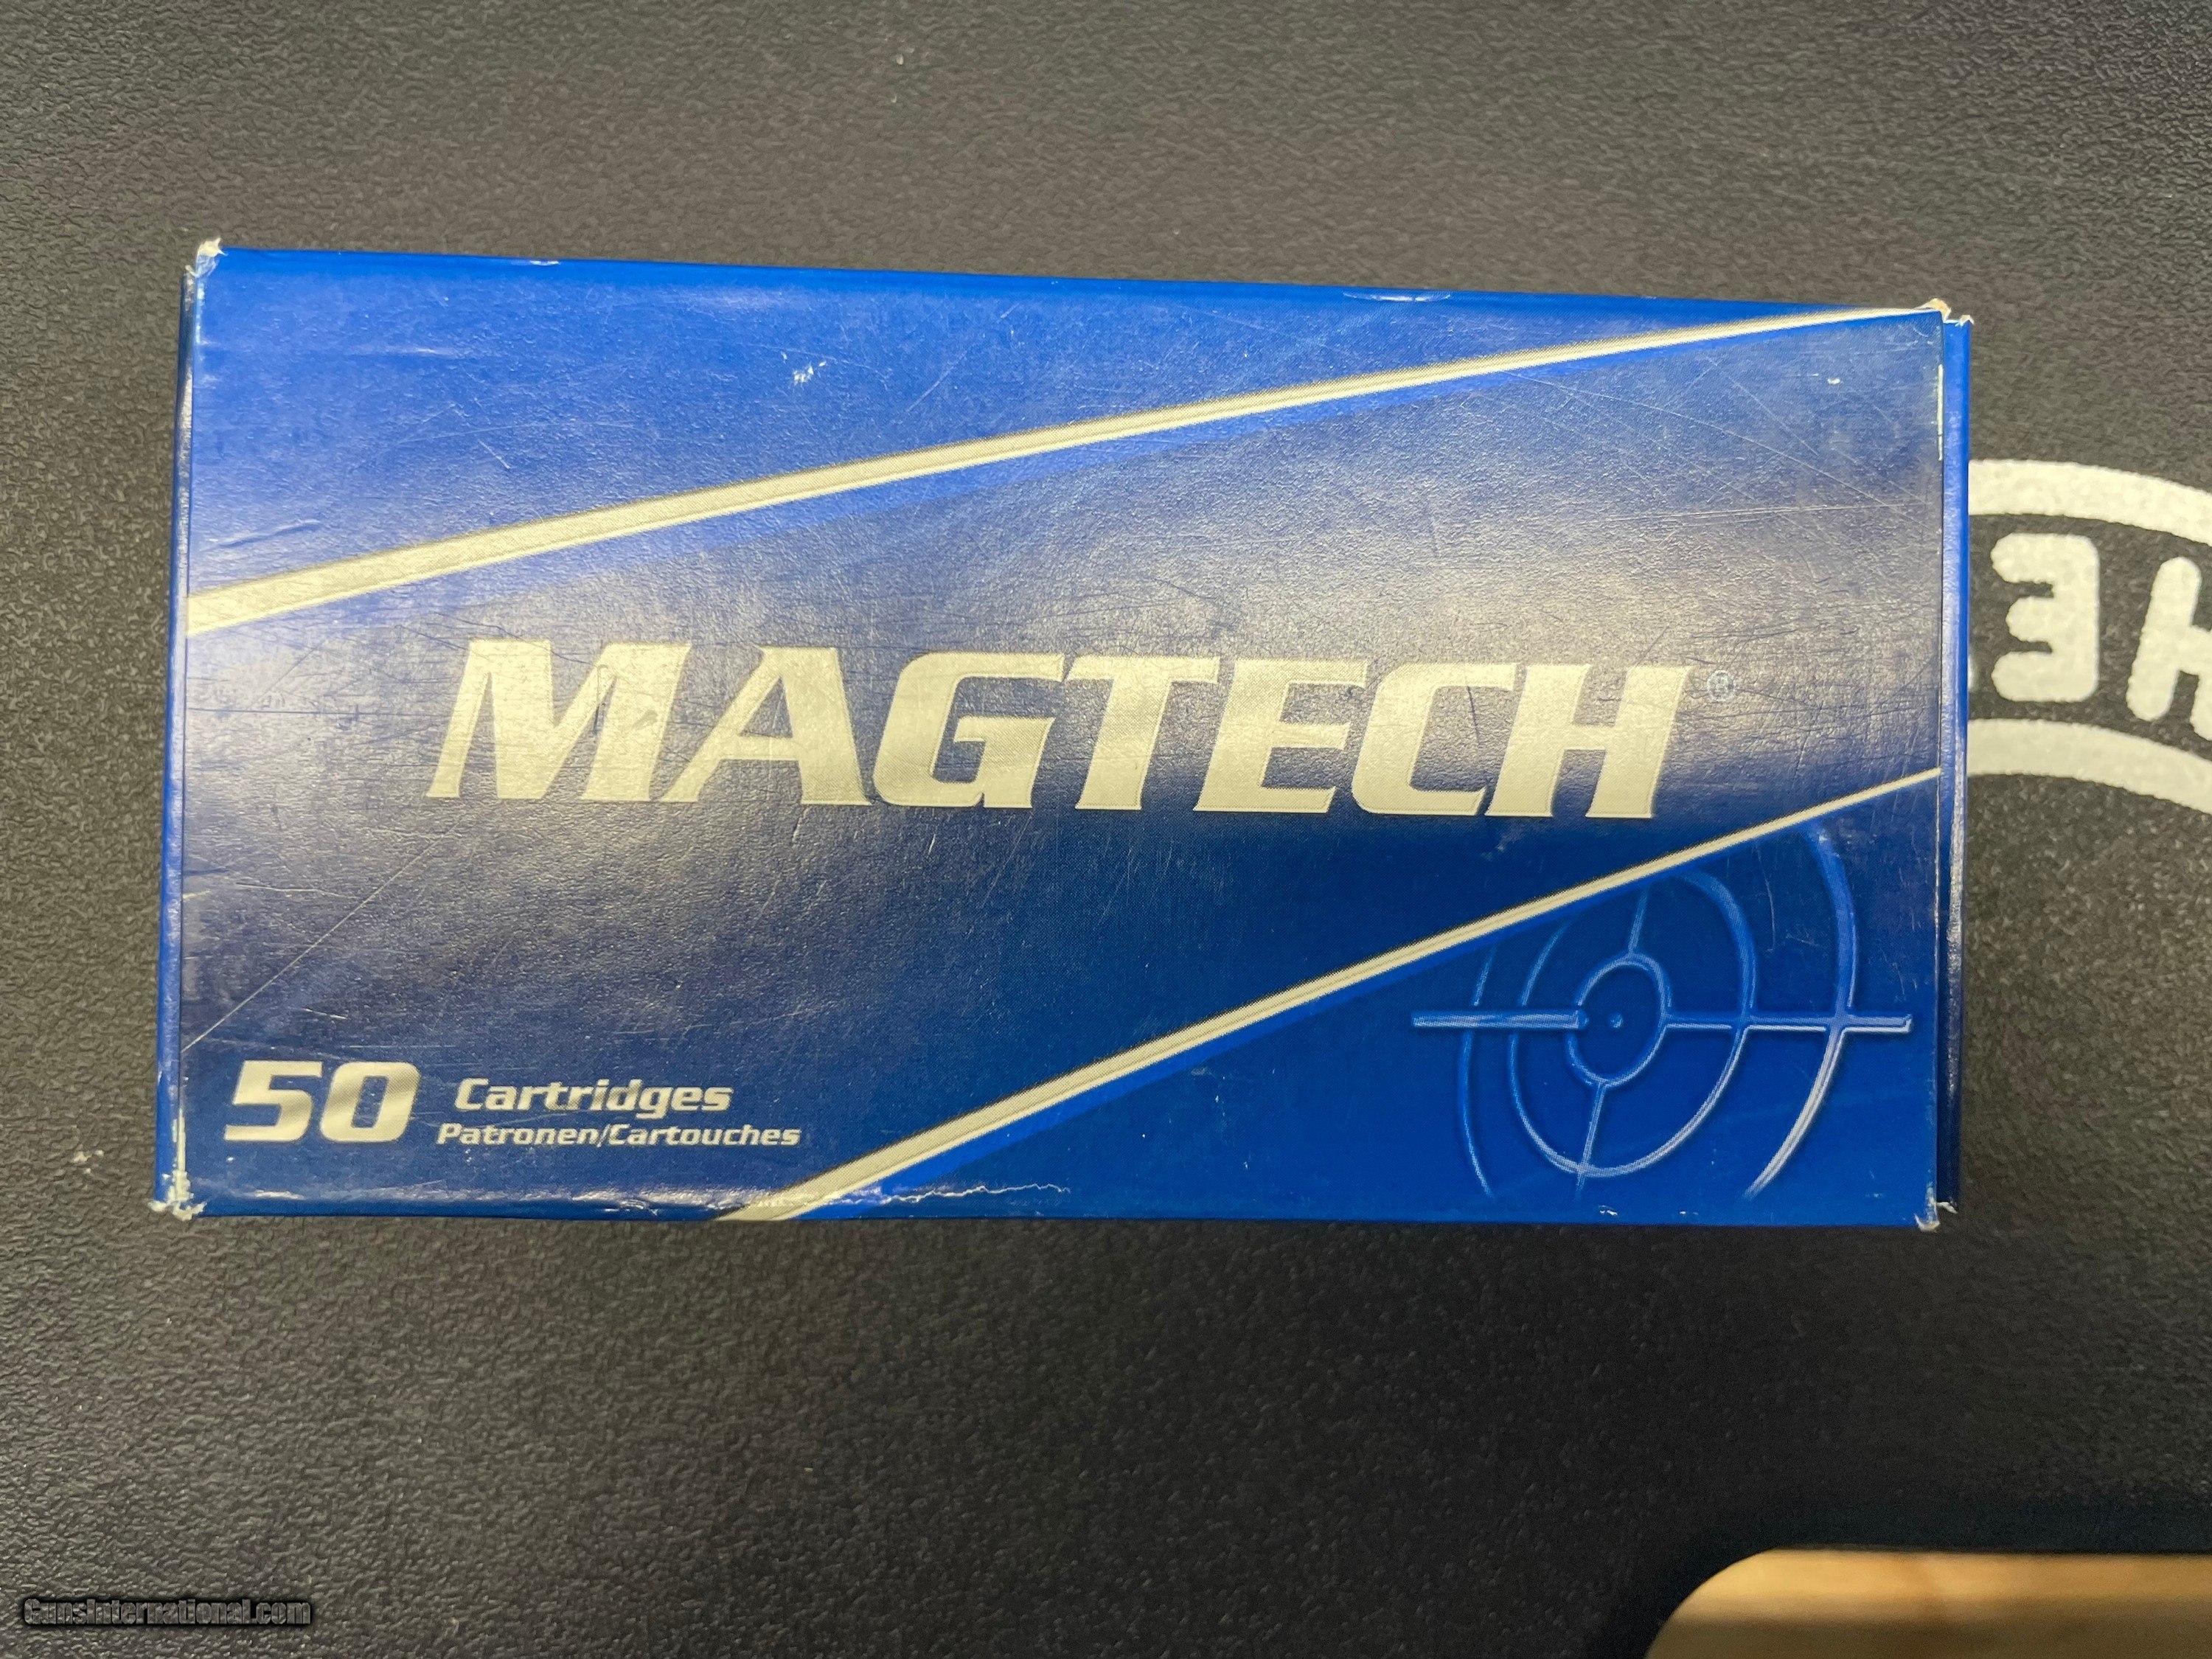 MAGTECH®
50 Cartridges
Patronen/Cartouches
GunsInternational.com